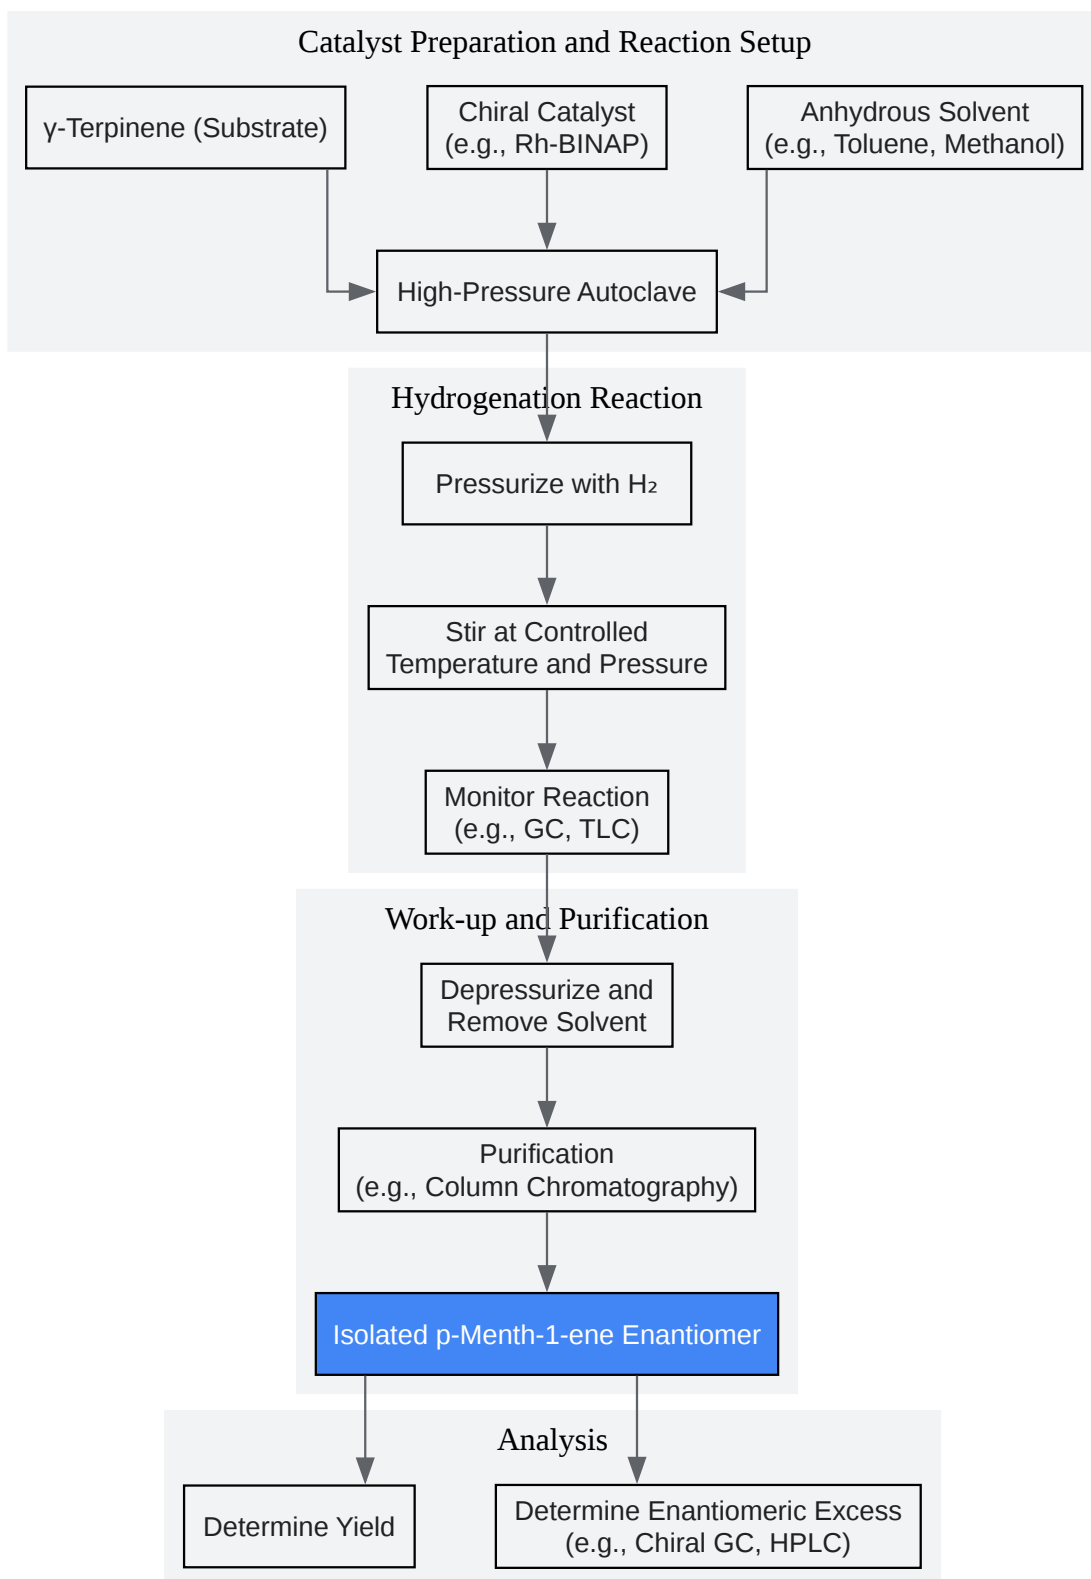 Catalyst Preparation and Reaction Setup
γ-Terpinene (Substrate)
Chiral Catalyst
(e.g., Rh-BINAP)
Anhydrous Solvent
(e.g., Toluene, Methanol)
High-Pressure Autoclave
Hydrogenation Reaction
Pressurize with H₂
Stir at Controlled
Temperature and Pressure
Monitor Reaction
(e.g., GC, TLC)
Work-up and Purification
Depressurize and
Remove Solvent
Purification
(e.g., Column Chromatography)
Isolated p-Menth-1-ene Enantiomer
Analysis
Determine Yield
Determine Enantiomeric Excess
(e.g., Chiral GC, HPLC)